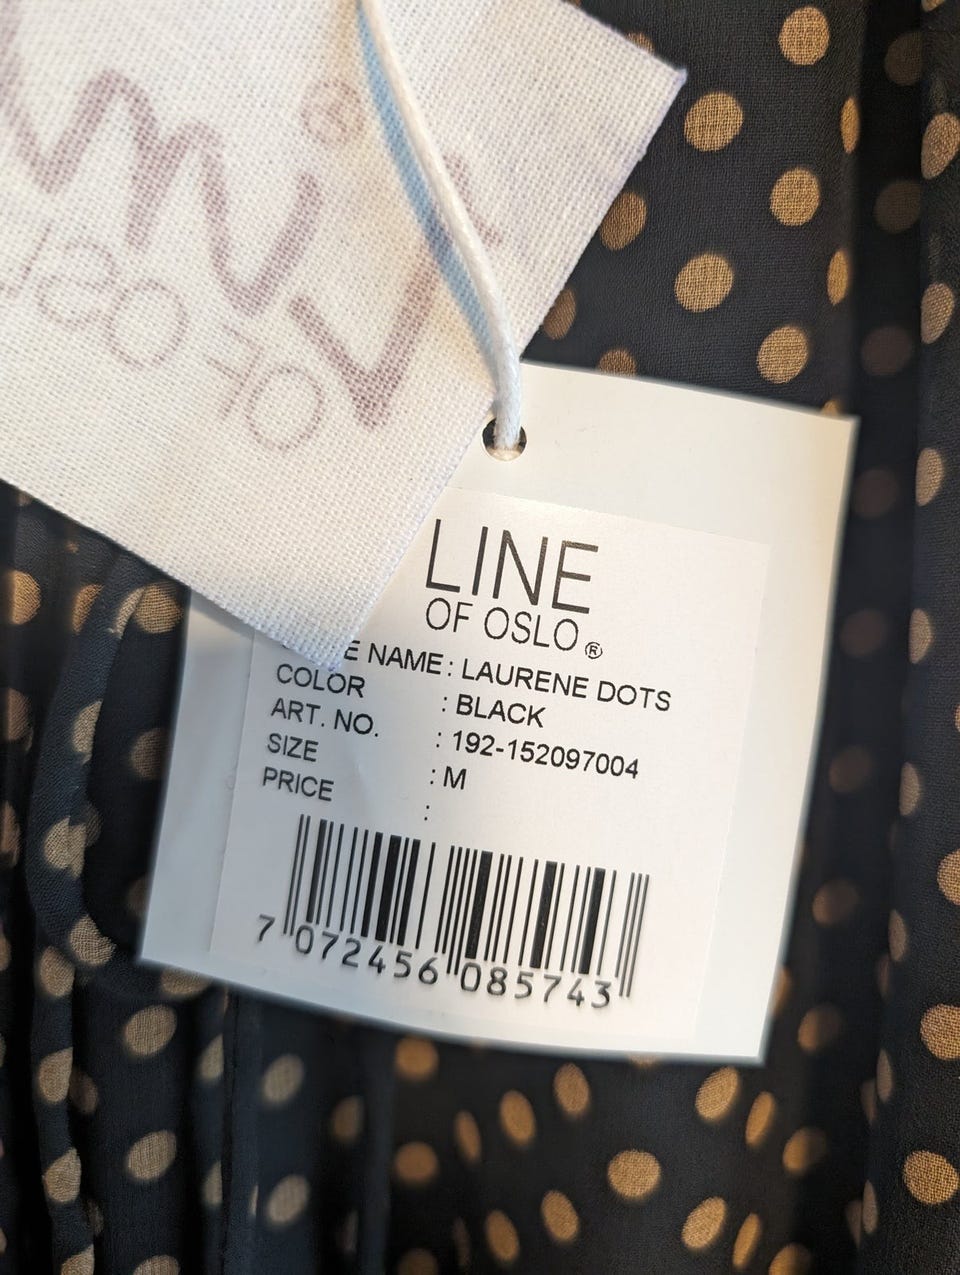 LINE
OF OSLO®
E NAME: LAURENE DOTS
COLOR : BLACK
ART. NO. : 192-152097004
SIZE : M
PRICE :
7 072456 085743